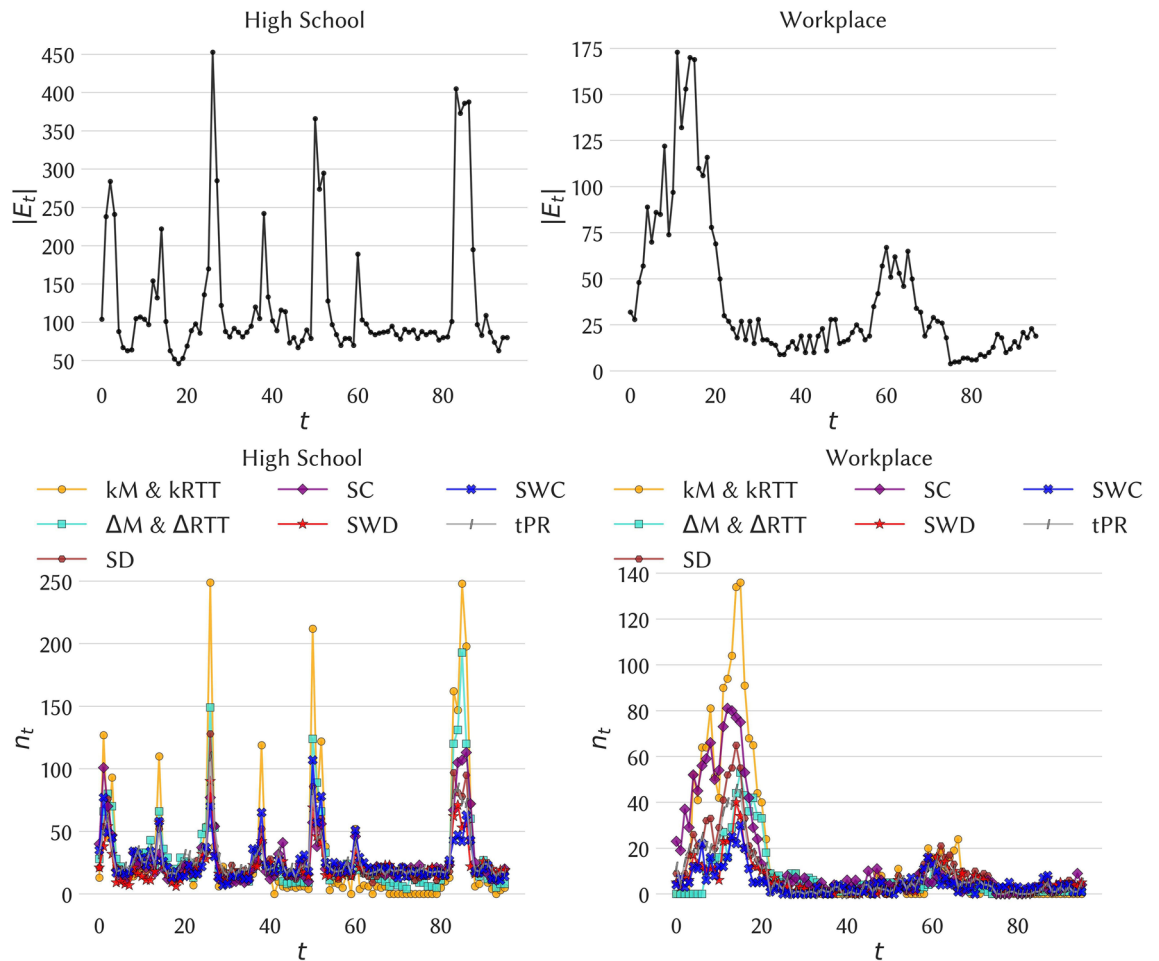 High School
Workplace
|E_t|
450
400
350
300
250
200
150
100
50
0 20 40 60 80
t
|E_t|
175
150
125
100
75
50
25
0
0 20 40 60 80
t
High School
kM & kRTT SC SWC
ΔM & ΔRTT SWD tPR
SD
n_t
250
200
150
100
50
0
0 20 40 60 80
t
Workplace
kM & kRTT SC SWC
ΔM & ΔRTT SWD tPR
SD
n_t
140
120
100
80
60
40
20
0
0 20 40 60 80
t